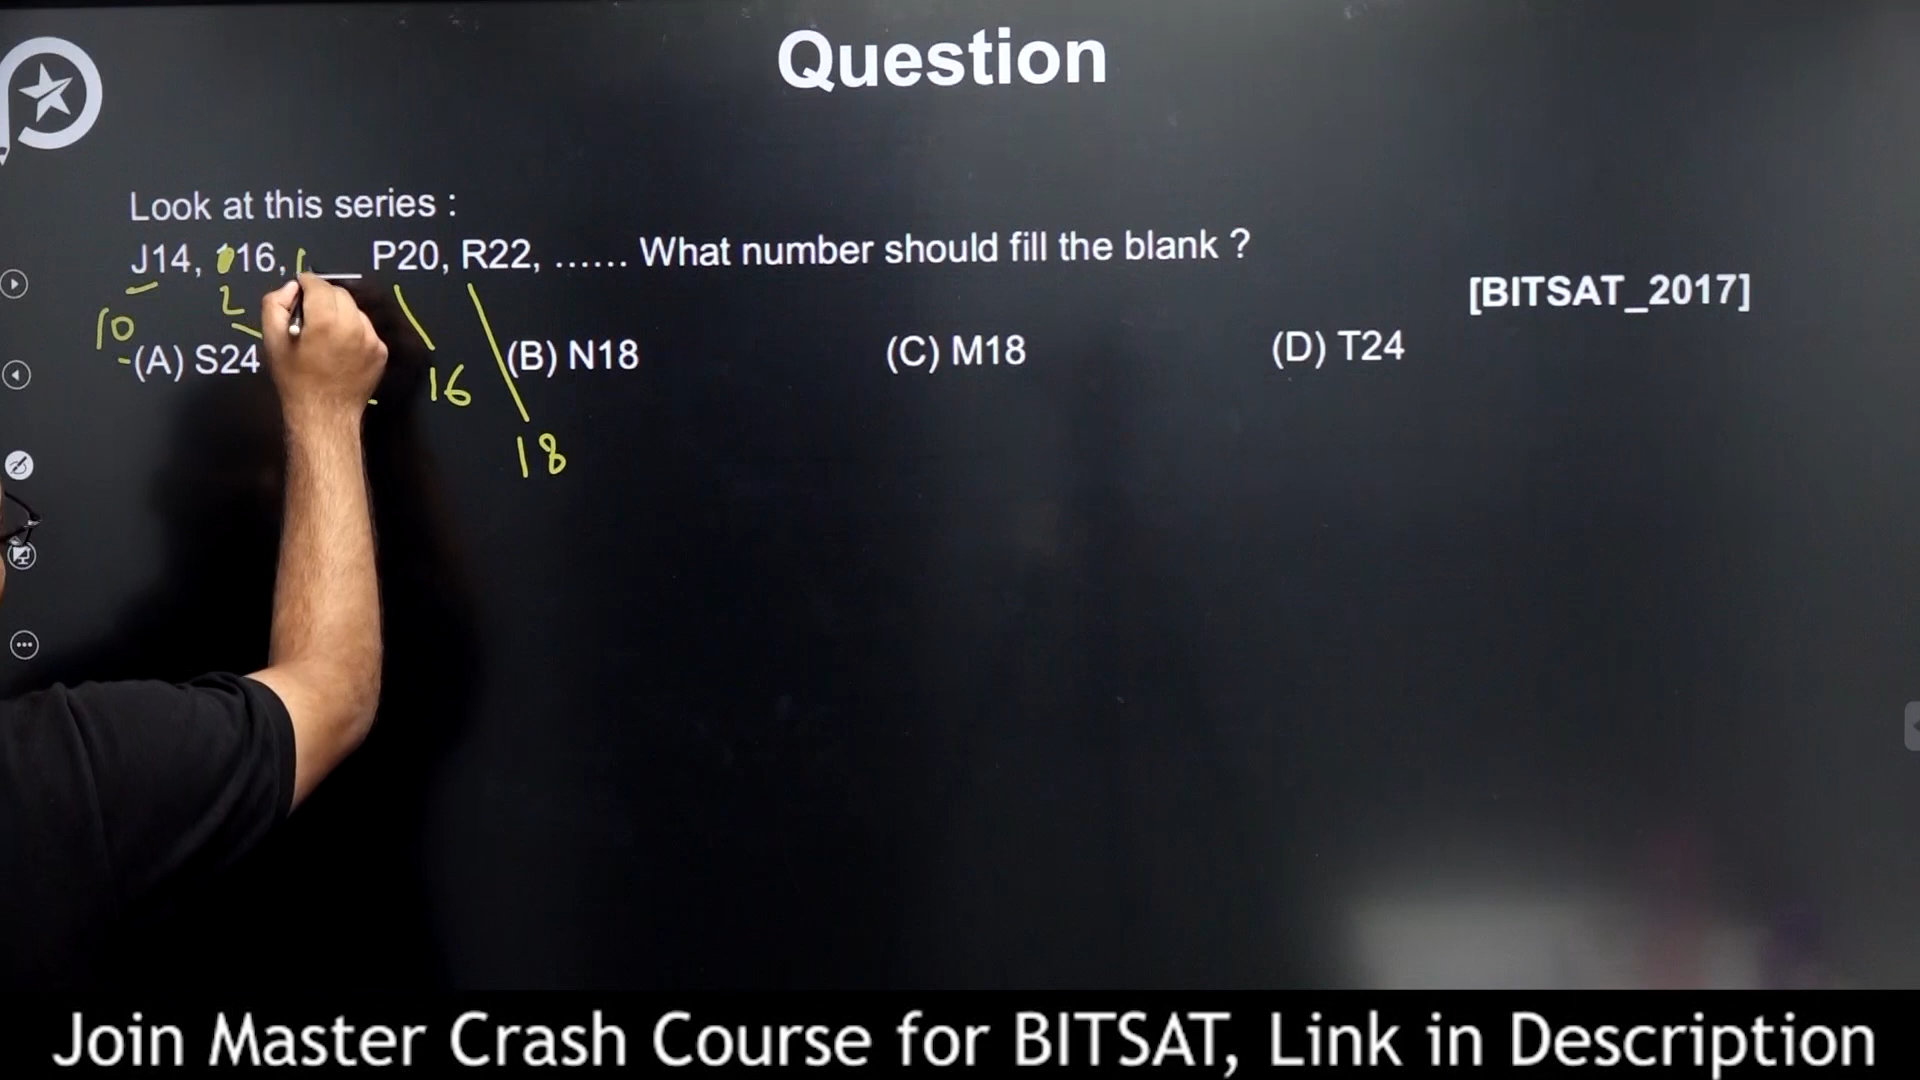 Question
Look at this series :
J14, 16, ___ P20, R22, ...... What number should fill the blank ?
[BITSAT_2017]
10
2
(A) S24 (B) N18 (C) M18 (D) T24
16
18
Join Master Crash Course for BITSAT, Link in Description